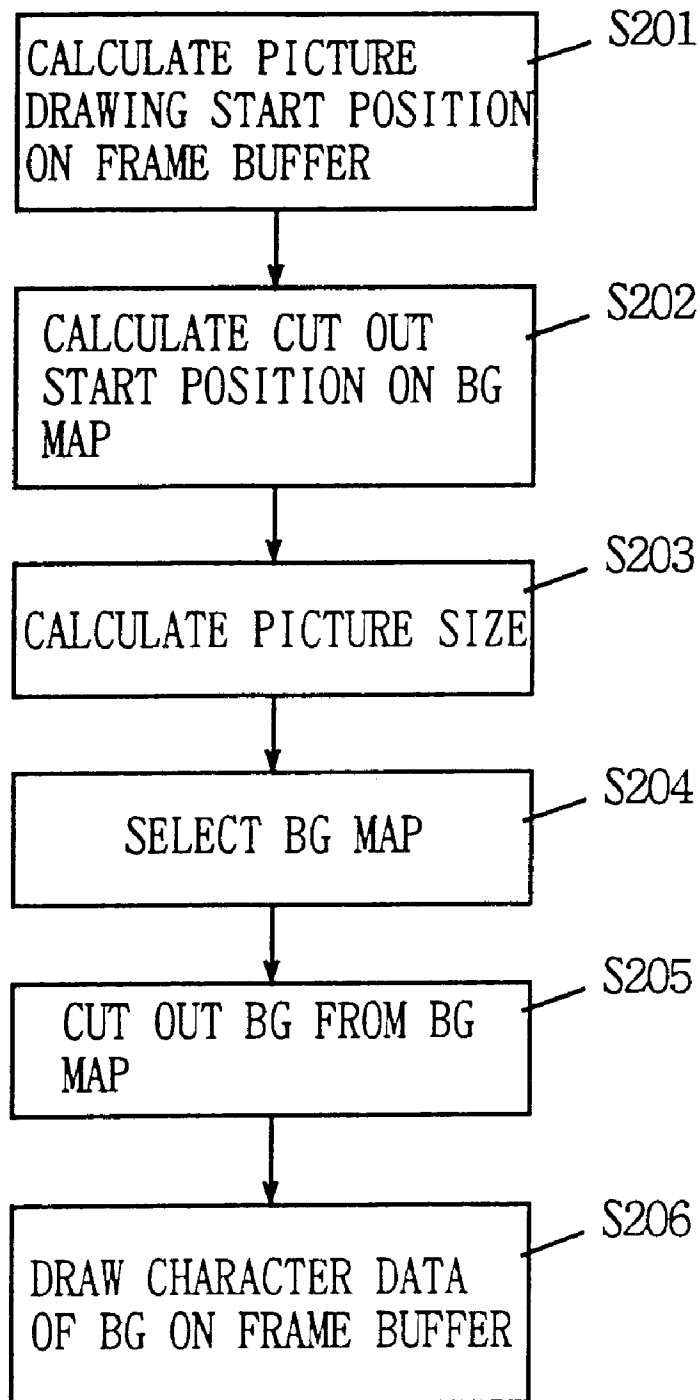 S201
CALCULATE PICTURE
DRAWING START POSITION
ON FRAME BUFFER
S202
CALCULATE CUT OUT
START POSITION ON BG
MAP
S203
CALCULATE PICTURE SIZE
S204
SELECT BG MAP
S205
CUT OUT BG FROM BG
MAP
S206
DRAW CHARACTER DATA
OF BG ON FRAME BUFFER